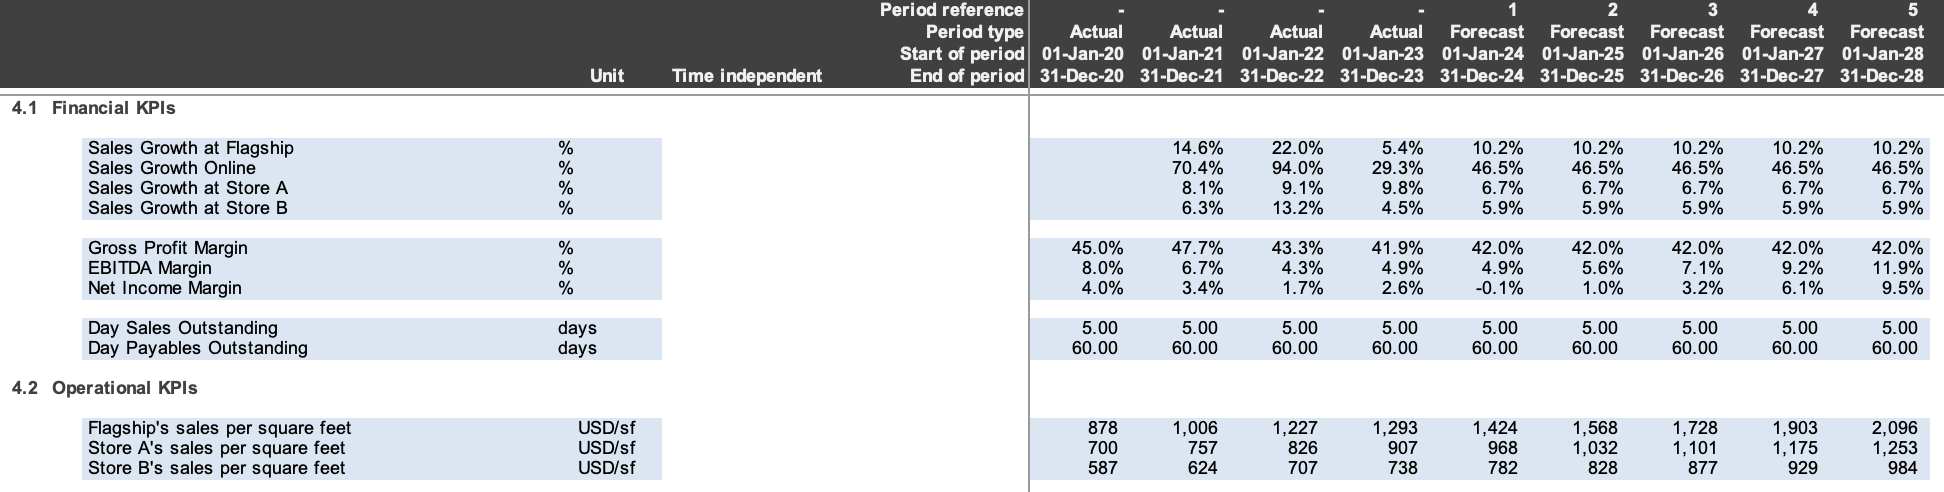 Period reference - - - - 1 2 3 4 5
Period type Actual Actual Actual Actual Forecast Forecast Forecast Forecast Forecast
Start of period 01-Jan-20 01-Jan-21 01-Jan-22 01-Jan-23 01-Jan-24 01-Jan-25 01-Jan-26 01-Jan-27 01-Jan-28
Unit Time independent End of period 31-Dec-20 31-Dec-21 31-Dec-22 31-Dec-23 31-Dec-24 31-Dec-25 31-Dec-26 31-Dec-27 31-Dec-28
4.1 Financial KPIs
Sales Growth at Flagship % 14.6% 22.0% 5.4% 10.2% 10.2% 10.2% 10.2% 10.2%
Sales Growth Online % 70.4% 94.0% 29.3% 46.5% 46.5% 46.5% 46.5% 46.5%
Sales Growth at Store A % 8.1% 9.1% 9.8% 6.7% 6.7% 6.7% 6.7% 6.7%
Sales Growth at Store B % 6.3% 13.2% 4.5% 5.9% 5.9% 5.9% 5.9% 5.9%
Gross Profit Margin % 45.0% 47.7% 43.3% 41.9% 42.0% 42.0% 42.0% 42.0% 42.0%
EBITDA Margin % 8.0% 6.7% 4.3% 4.9% 4.9% 5.6% 7.1% 9.2% 11.9%
Net Income Margin % 4.0% 3.4% 1.7% 2.6% -0.1% 1.0% 3.2% 6.1% 9.5%
Day Sales Outstanding days 5.00 5.00 5.00 5.00 5.00 5.00 5.00 5.00 5.00
Day Payables Outstanding days 60.00 60.00 60.00 60.00 60.00 60.00 60.00 60.00 60.00
4.2 Operational KPIs
Flagship's sales per square feet USD/sf 878 1,006 1,227 1,293 1,424 1,568 1,728 1,903 2,096
Store A's sales per square feet USD/sf 700 757 826 907 968 1,032 1,101 1,175 1,253
Store B's sales per square feet USD/sf 587 624 707 738 782 828 877 929 984